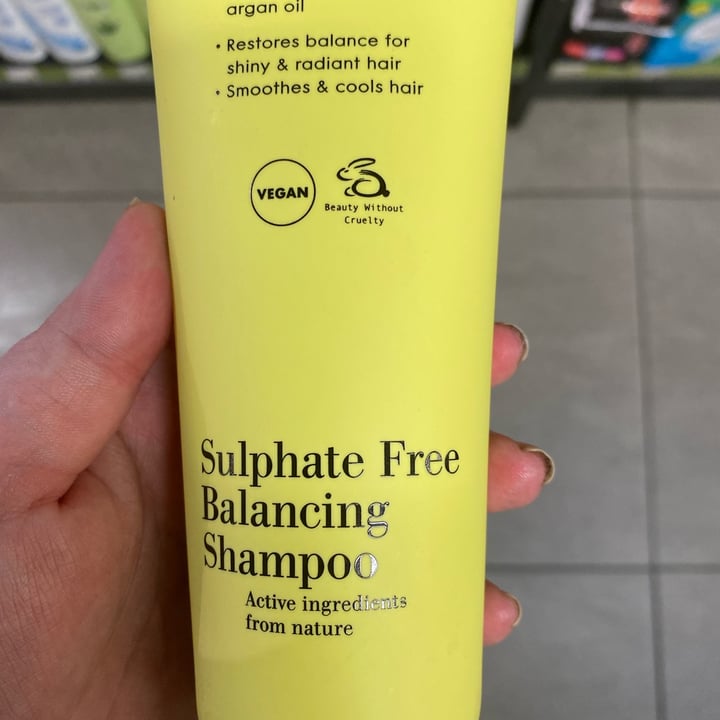 argan oil
• Restores balance for
shiny & radiant hair
• Smoothes & cools hair
VEGAN
Beauty Without
Cruelty
Sulphate Free
Balancing
Shampoo
Active ingredients
from nature